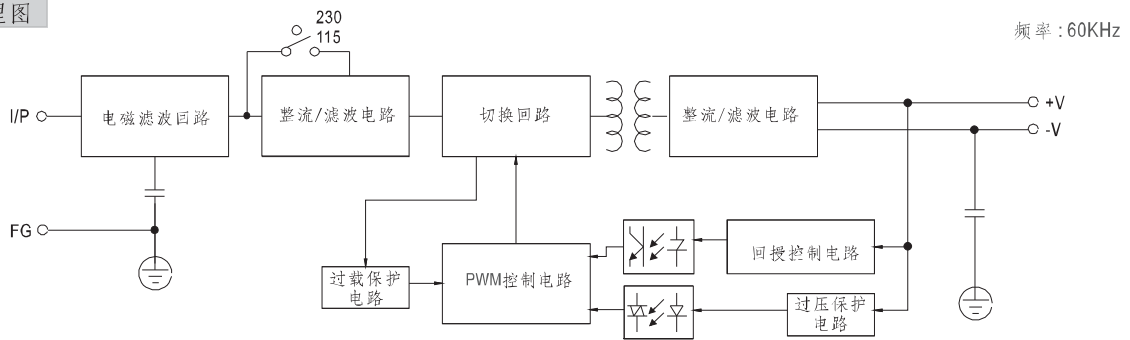 理图
频率 : 60KHz
230
115
I/P
电磁滤波回路
整流/滤波电路
切换回路
整流/滤波电路
+V
-V
FG
过载保护
电路
PWM控制电路
回授控制电路
过压保护
电路